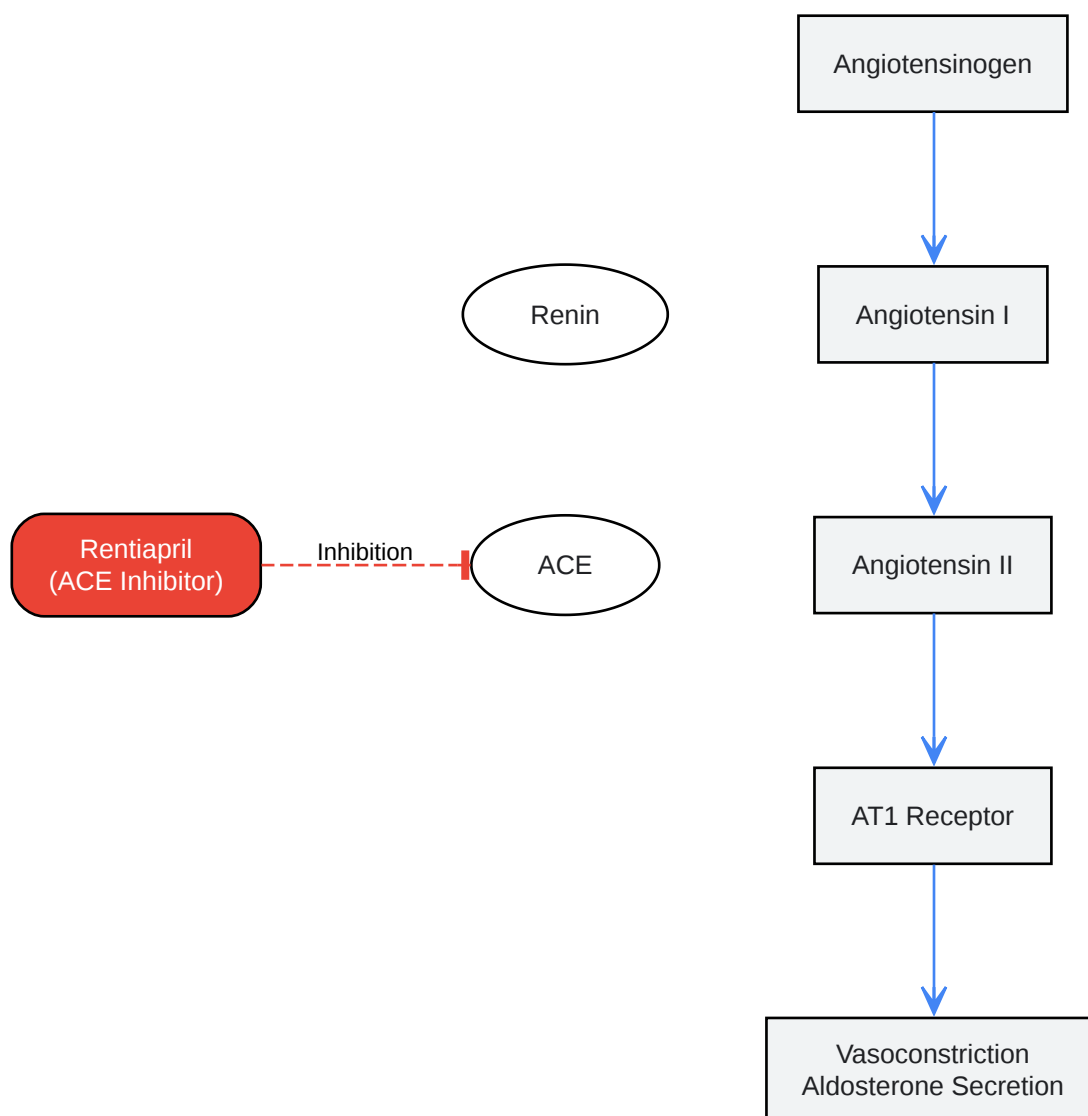 Angiotensinogen
Renin
Angiotensin I
Rentiapril
(ACE Inhibitor)
Inhibition
ACE
Angiotensin II
AT1 Receptor
Vasoconstriction
Aldosterone Secretion